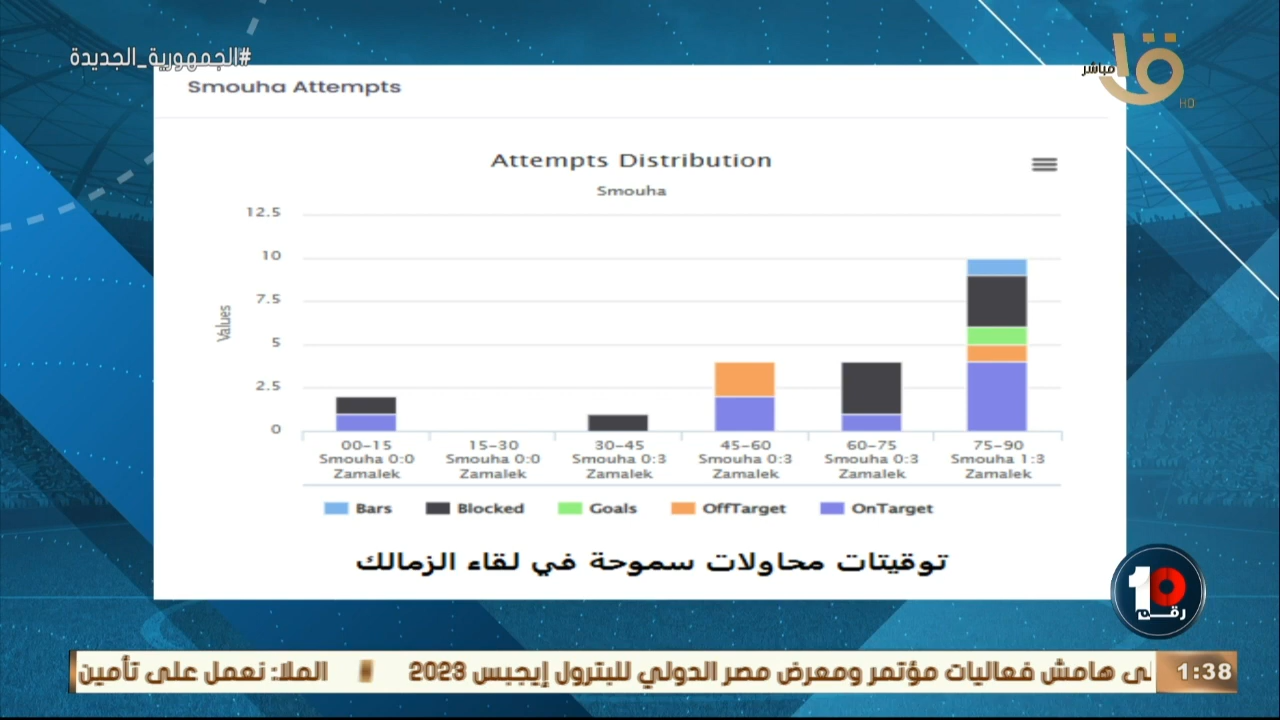 #الجمهورية_الجديدة
مباشر
HD
Smouha Attempts
Attempts Distribution
Smouha
12.5
10
7.5
5
2.5
0
Values
00-15 15-30 30-45 45-60 60-75 75-90
Smouha 0:0 Smouha 0:0 Smouha 0:3 Smouha 0:3 Smouha 0:3 Smouha 1:3
Zamalek Zamalek Zamalek Zamalek Zamalek Zamalek
Bars Blocked Goals OffTarget OnTarget
توقيتات محاولات سموحة في لقاء الزمالك
10
رقم
هامش فعاليات مؤتمر ومعرض مصر الدولي للبترول إيجبس 2023 الملا: نعمل على تأمين
1:38